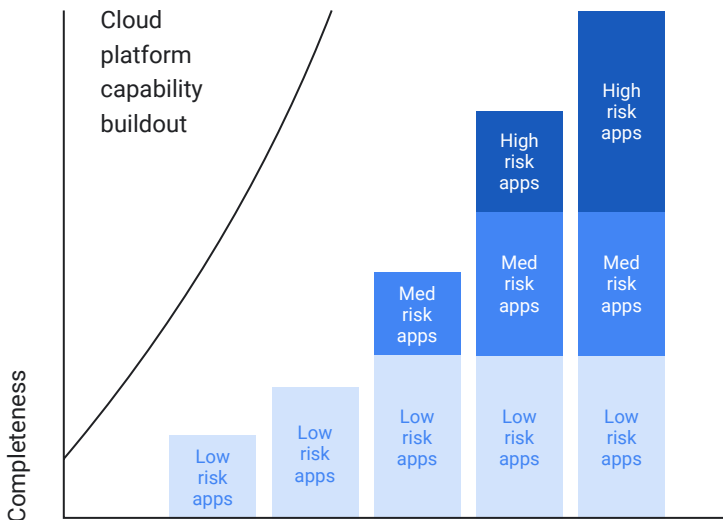 Cloud
platform
capability
buildout
Completeness
Low
risk
apps
Low
risk
apps
Med
risk
apps
Low
risk
apps
High
risk
apps
Med
risk
apps
Low
risk
apps
High
risk
apps
Med
risk
apps
Low
risk
apps